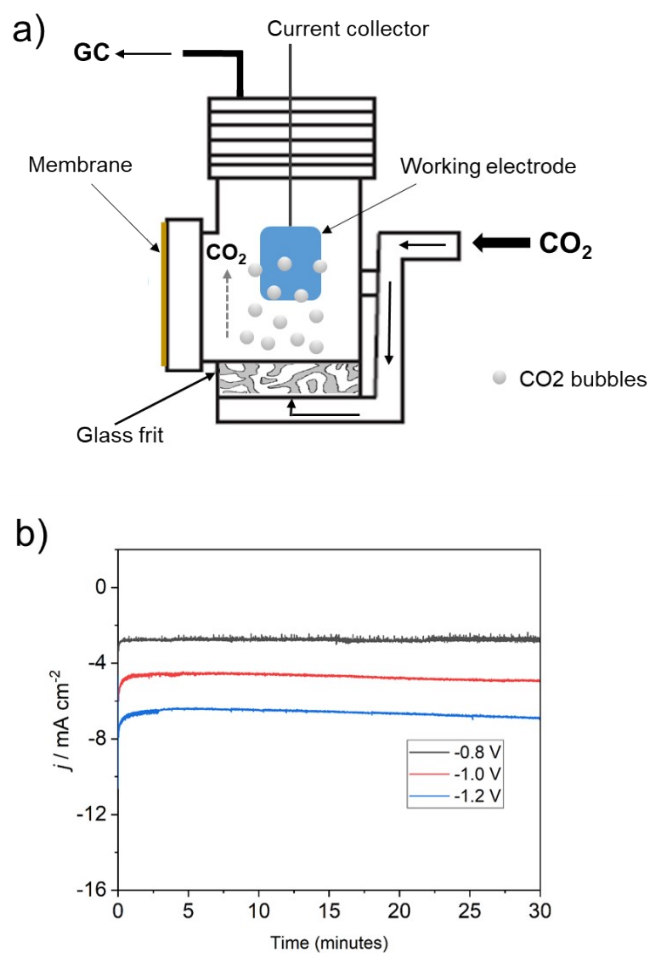 a)
Current collector
GC
Membrane
Working electrode
CO₂
CO₂
CO2 bubbles
Glass frit
b)
0
-4
-8
-12
-16
j / mA cm⁻²
-0.8 V
-1.0 V
-1.2 V
0 5 10 15 20 25 30
Time (minutes)